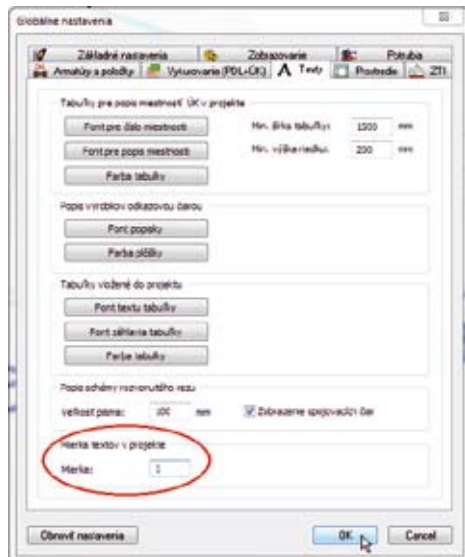 Globálne nastavenia
Základné nastavenia Zobrazovanie Potrubia
Armatúry a položky Vykurovanie (PDL+ÚK) Texty Prostredie ZTI
Tabuľky pre popis miestností ÚK v projekte
Font pre číslo miestnosti Min. šírka tabuľky: 1500 mm
Font pre popis miestnosti Min. výška riadku: 200 mm
Farba tabuľky
Popis výrobkov odkazovou čiarou
Font popisky
Farba
Tabuľky vložené do projektu
Font textu tabuľky
Font záhlavia tabuľky
Farba tabuľky
Popis schémy rozvinutého rezu
Veľkosť písma: mm Zobrazenie spojovacích čiar
Mierka textov v projekte
Mierka: 1
Obnoviť nastavenia OK Cancel